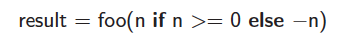 result = foo(n if n >= 0 else −n)